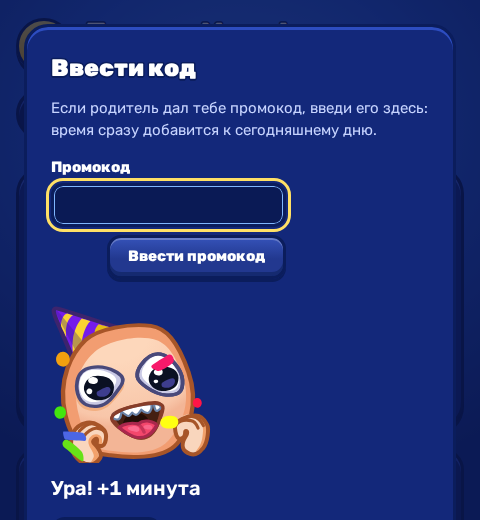 Ввести код
Если родитель дал тебе промокод, введи его здесь:
время сразу добавится к сегодняшнему дню.
Промокод
Ввести промокод
Ура! +1 минута